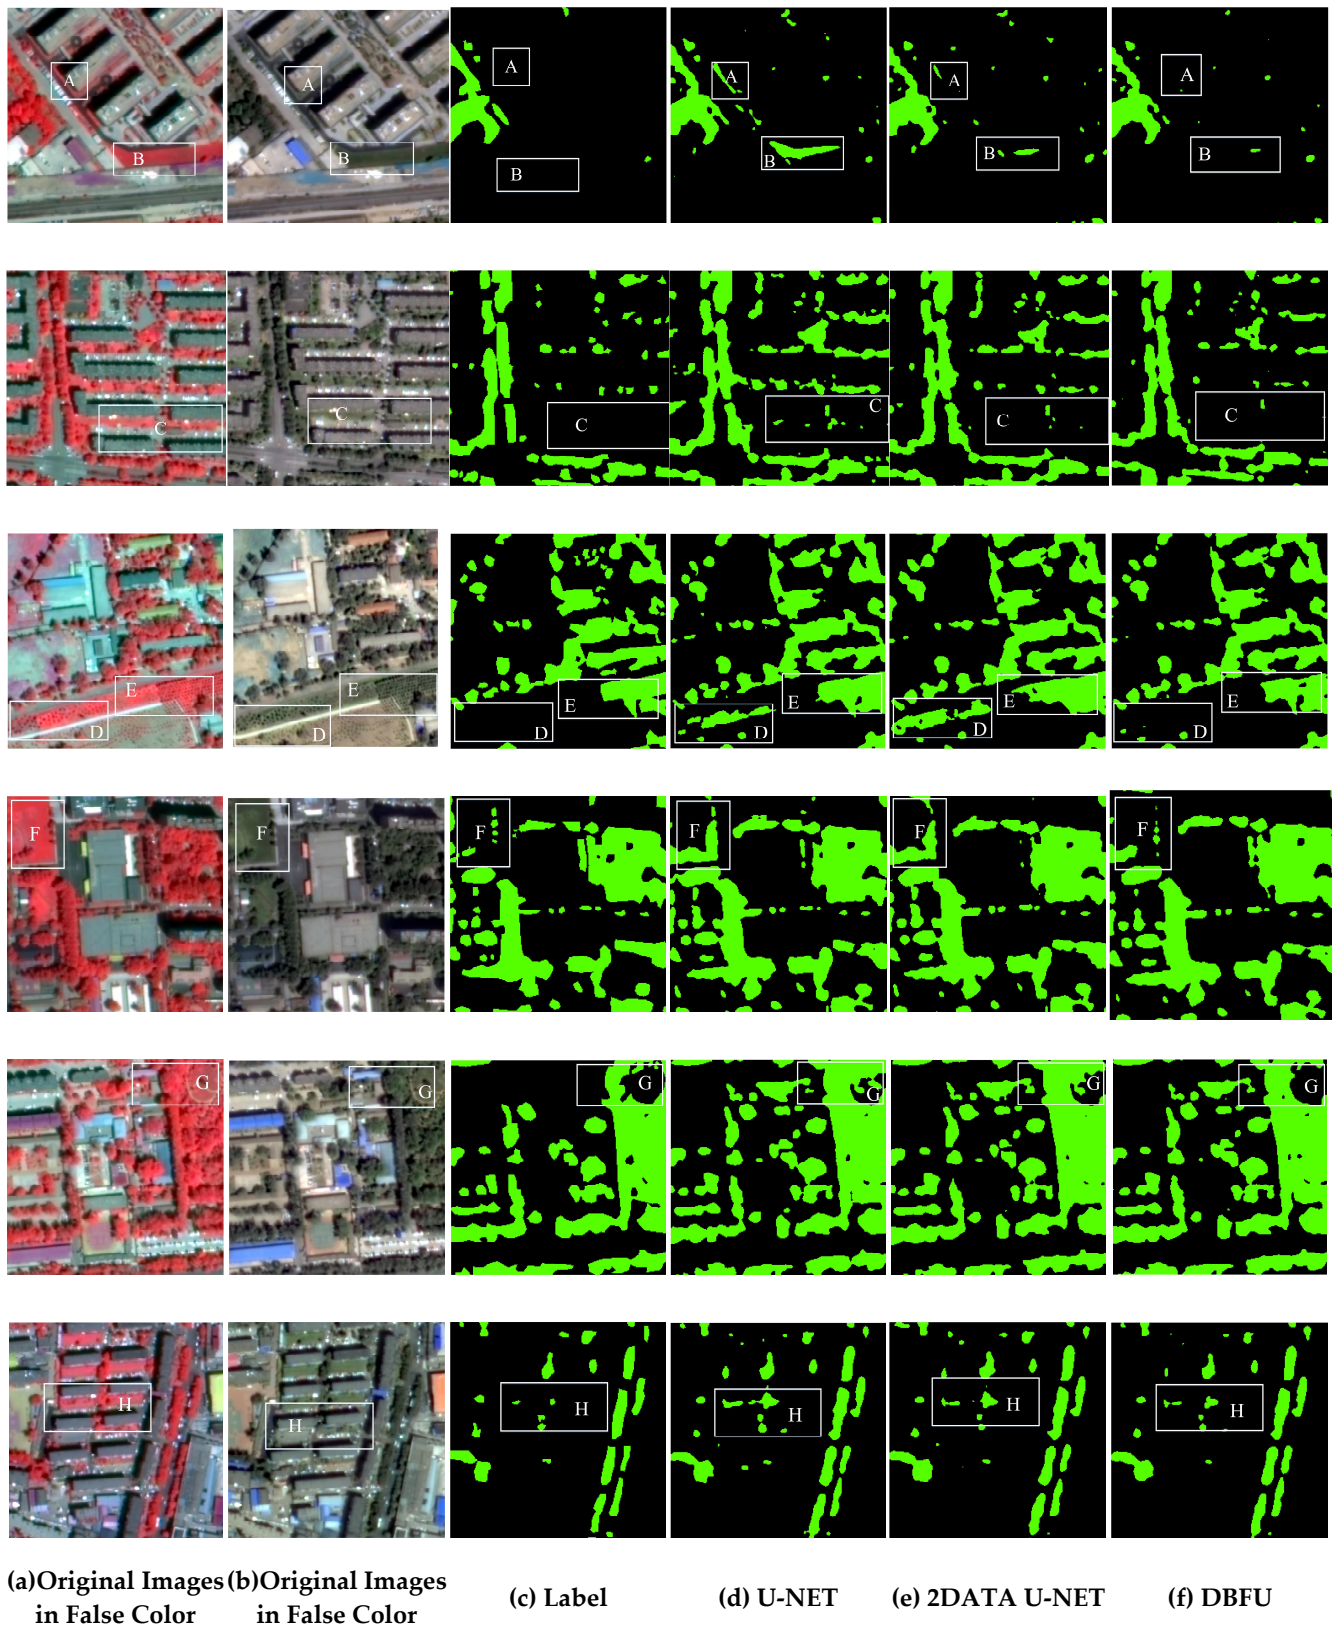 A A A A A A
B B B B B B
C C C C C C
E E E E E E
D D D D D D
F F F F F F
G G G G G G
H H H H H H
(a)Original Images (b)Original Images (c) Label (d) U-NET (e) 2DATA U-NET (f) DBFU
in False Color in False Color